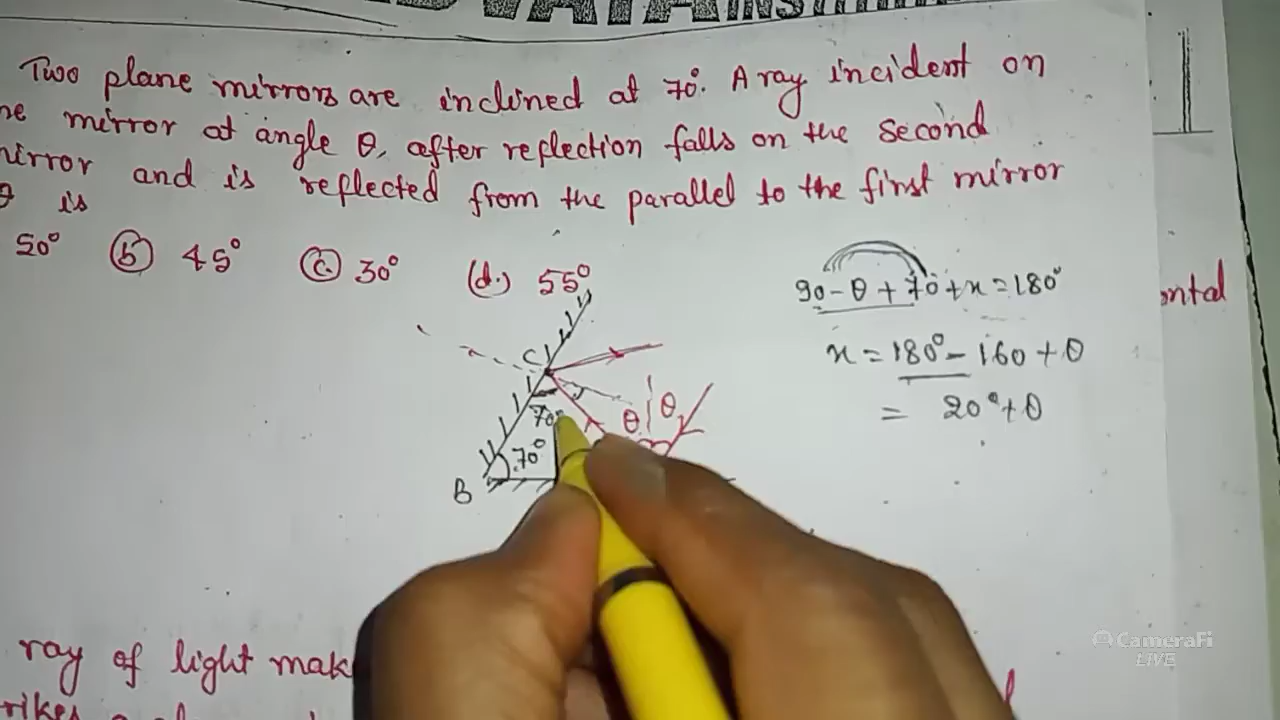 Two plane mirrors are inclined at 70°. A ray incident on
mirror at angle θ, after reflection falls on the second
mirror and is reflected from the parallel to the first mirror
θ is
50° (b) 45° (c.) 30° (d.) 55°
90 - θ + 70 + x = 180°
x = 180° - 160 + θ
= 20° + θ
C
70°
θ θ
70°
B
ray of light
CameraFi
LIVE